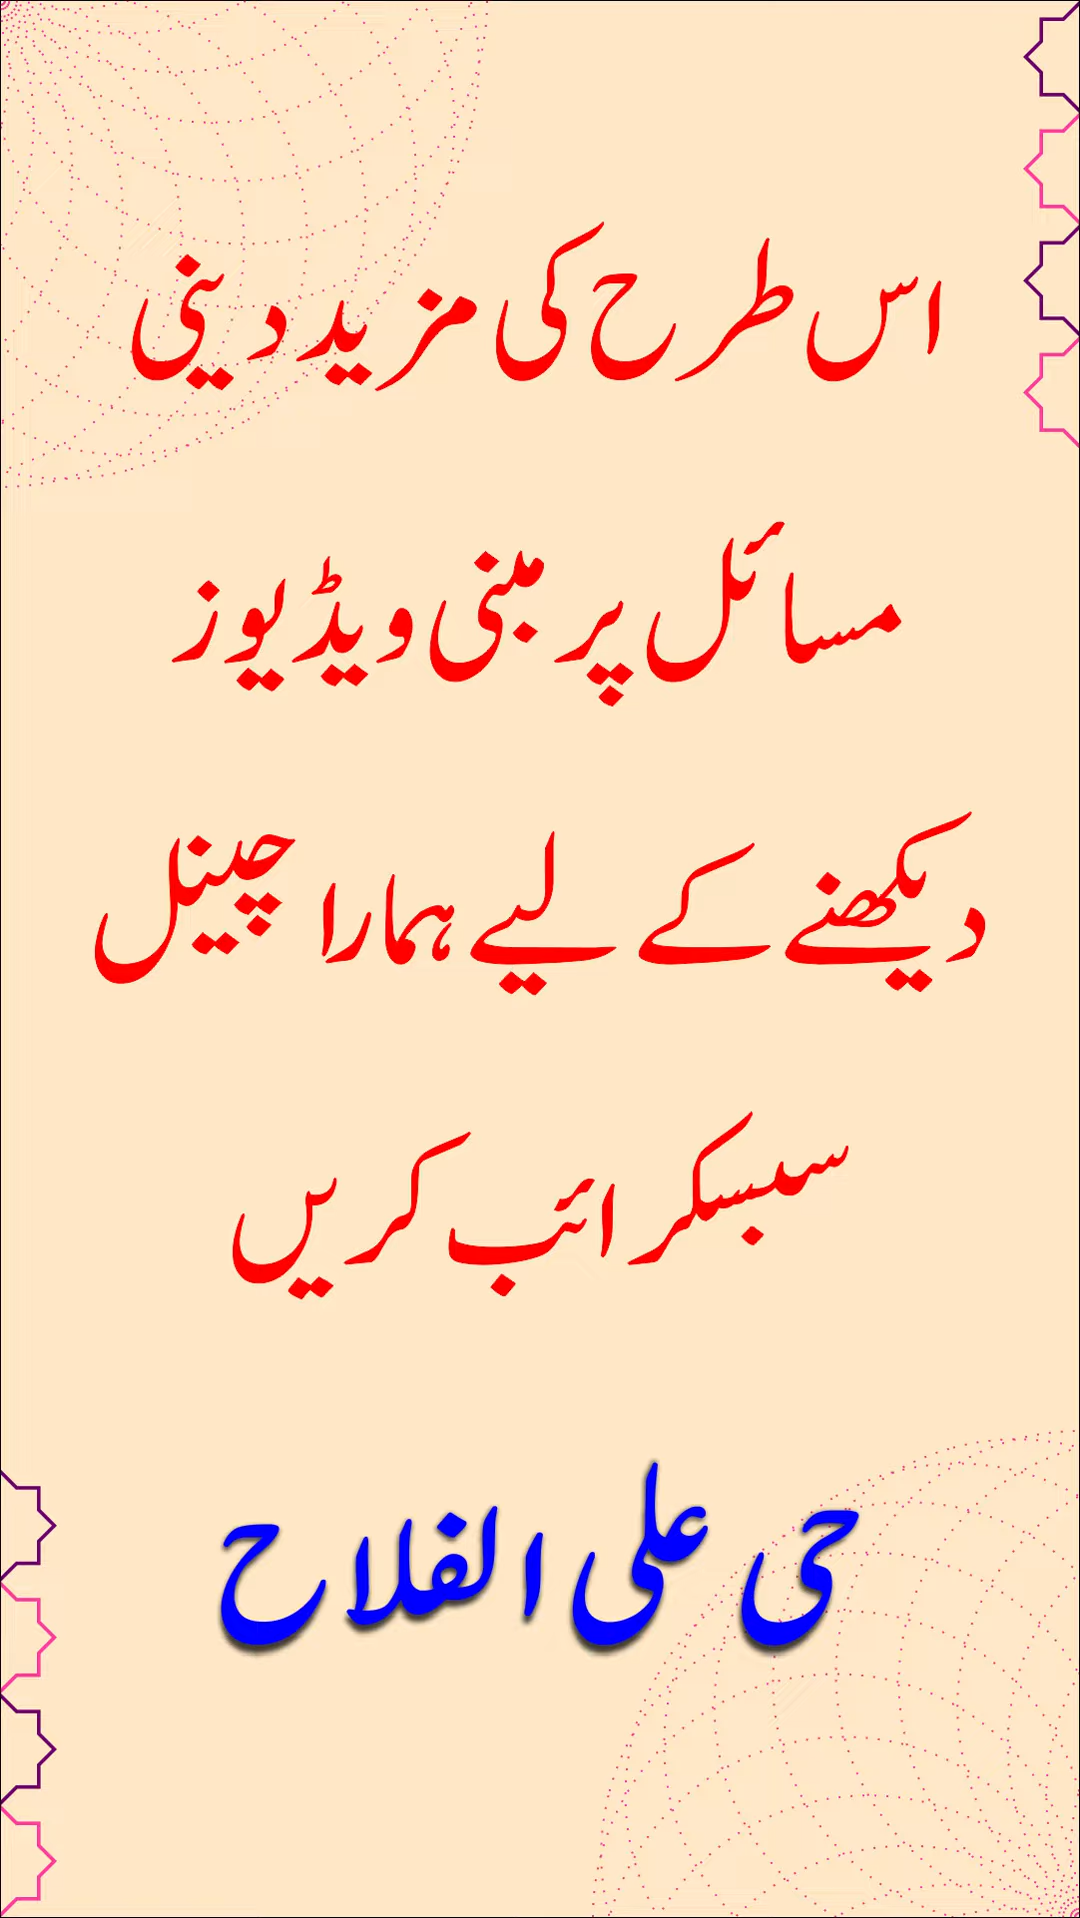 اس طرح کی مزید دینی
مسائل پر مبنی ویڈیوز
دیکھنے کے لیے ہمارا چینل
سبسکرائب کریں
حی علی الفلاح